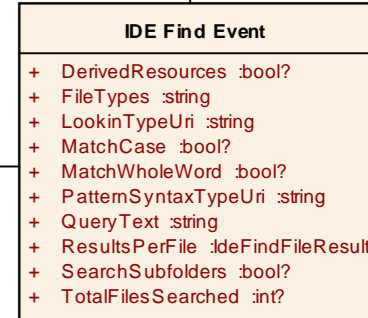 IDE Find Event
+ DerivedResources :bool?
+ FileTypes :string
+ LookinTypeUri :string
+ MatchCase :bool?
+ MatchWholeWord :bool?
+ PatternSyntaxTypeUri :string
+ QueryText :string
+ ResultsPerFile :IdeFindFileResult
+ SearchSubfolders :bool?
+ TotalFilesSearched :int?